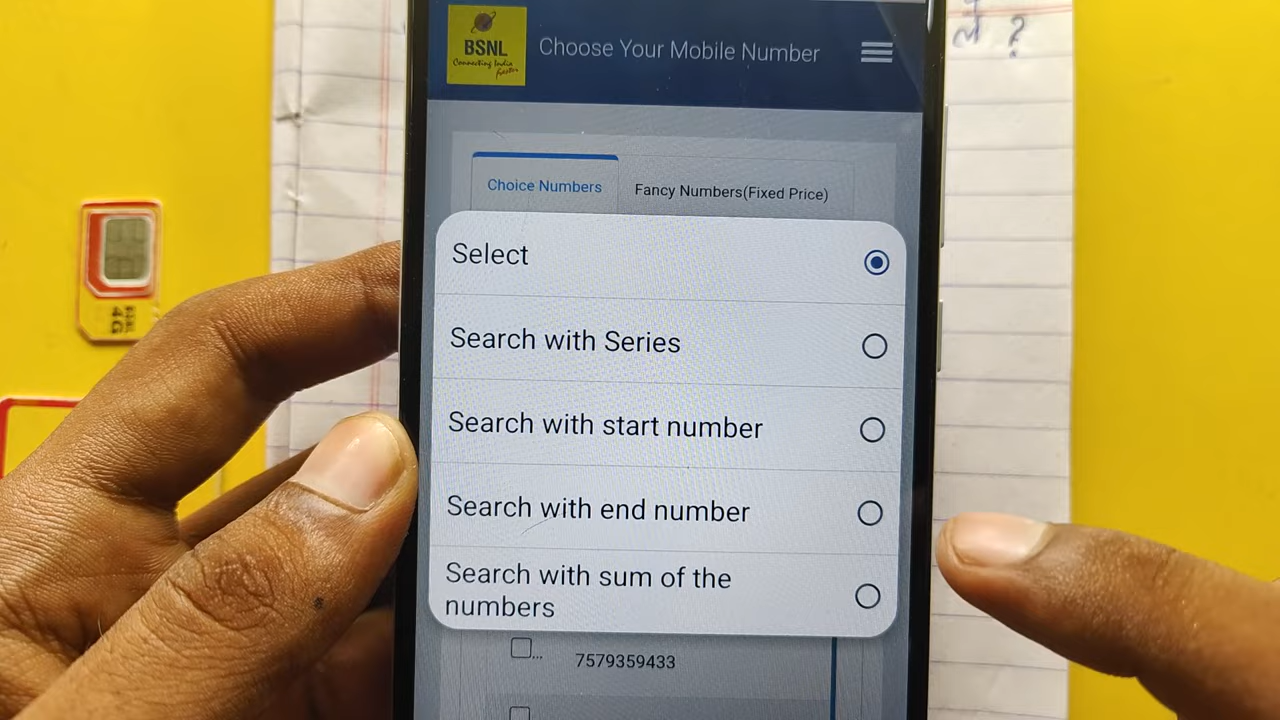 BSNL
Connecting India
Choose Your Mobile Number
Choice Numbers
Fancy Numbers(Fixed Price)
Select
Search with Series
Search with start number
Search with end number
Search with sum of the
numbers
...
7579359433
4G